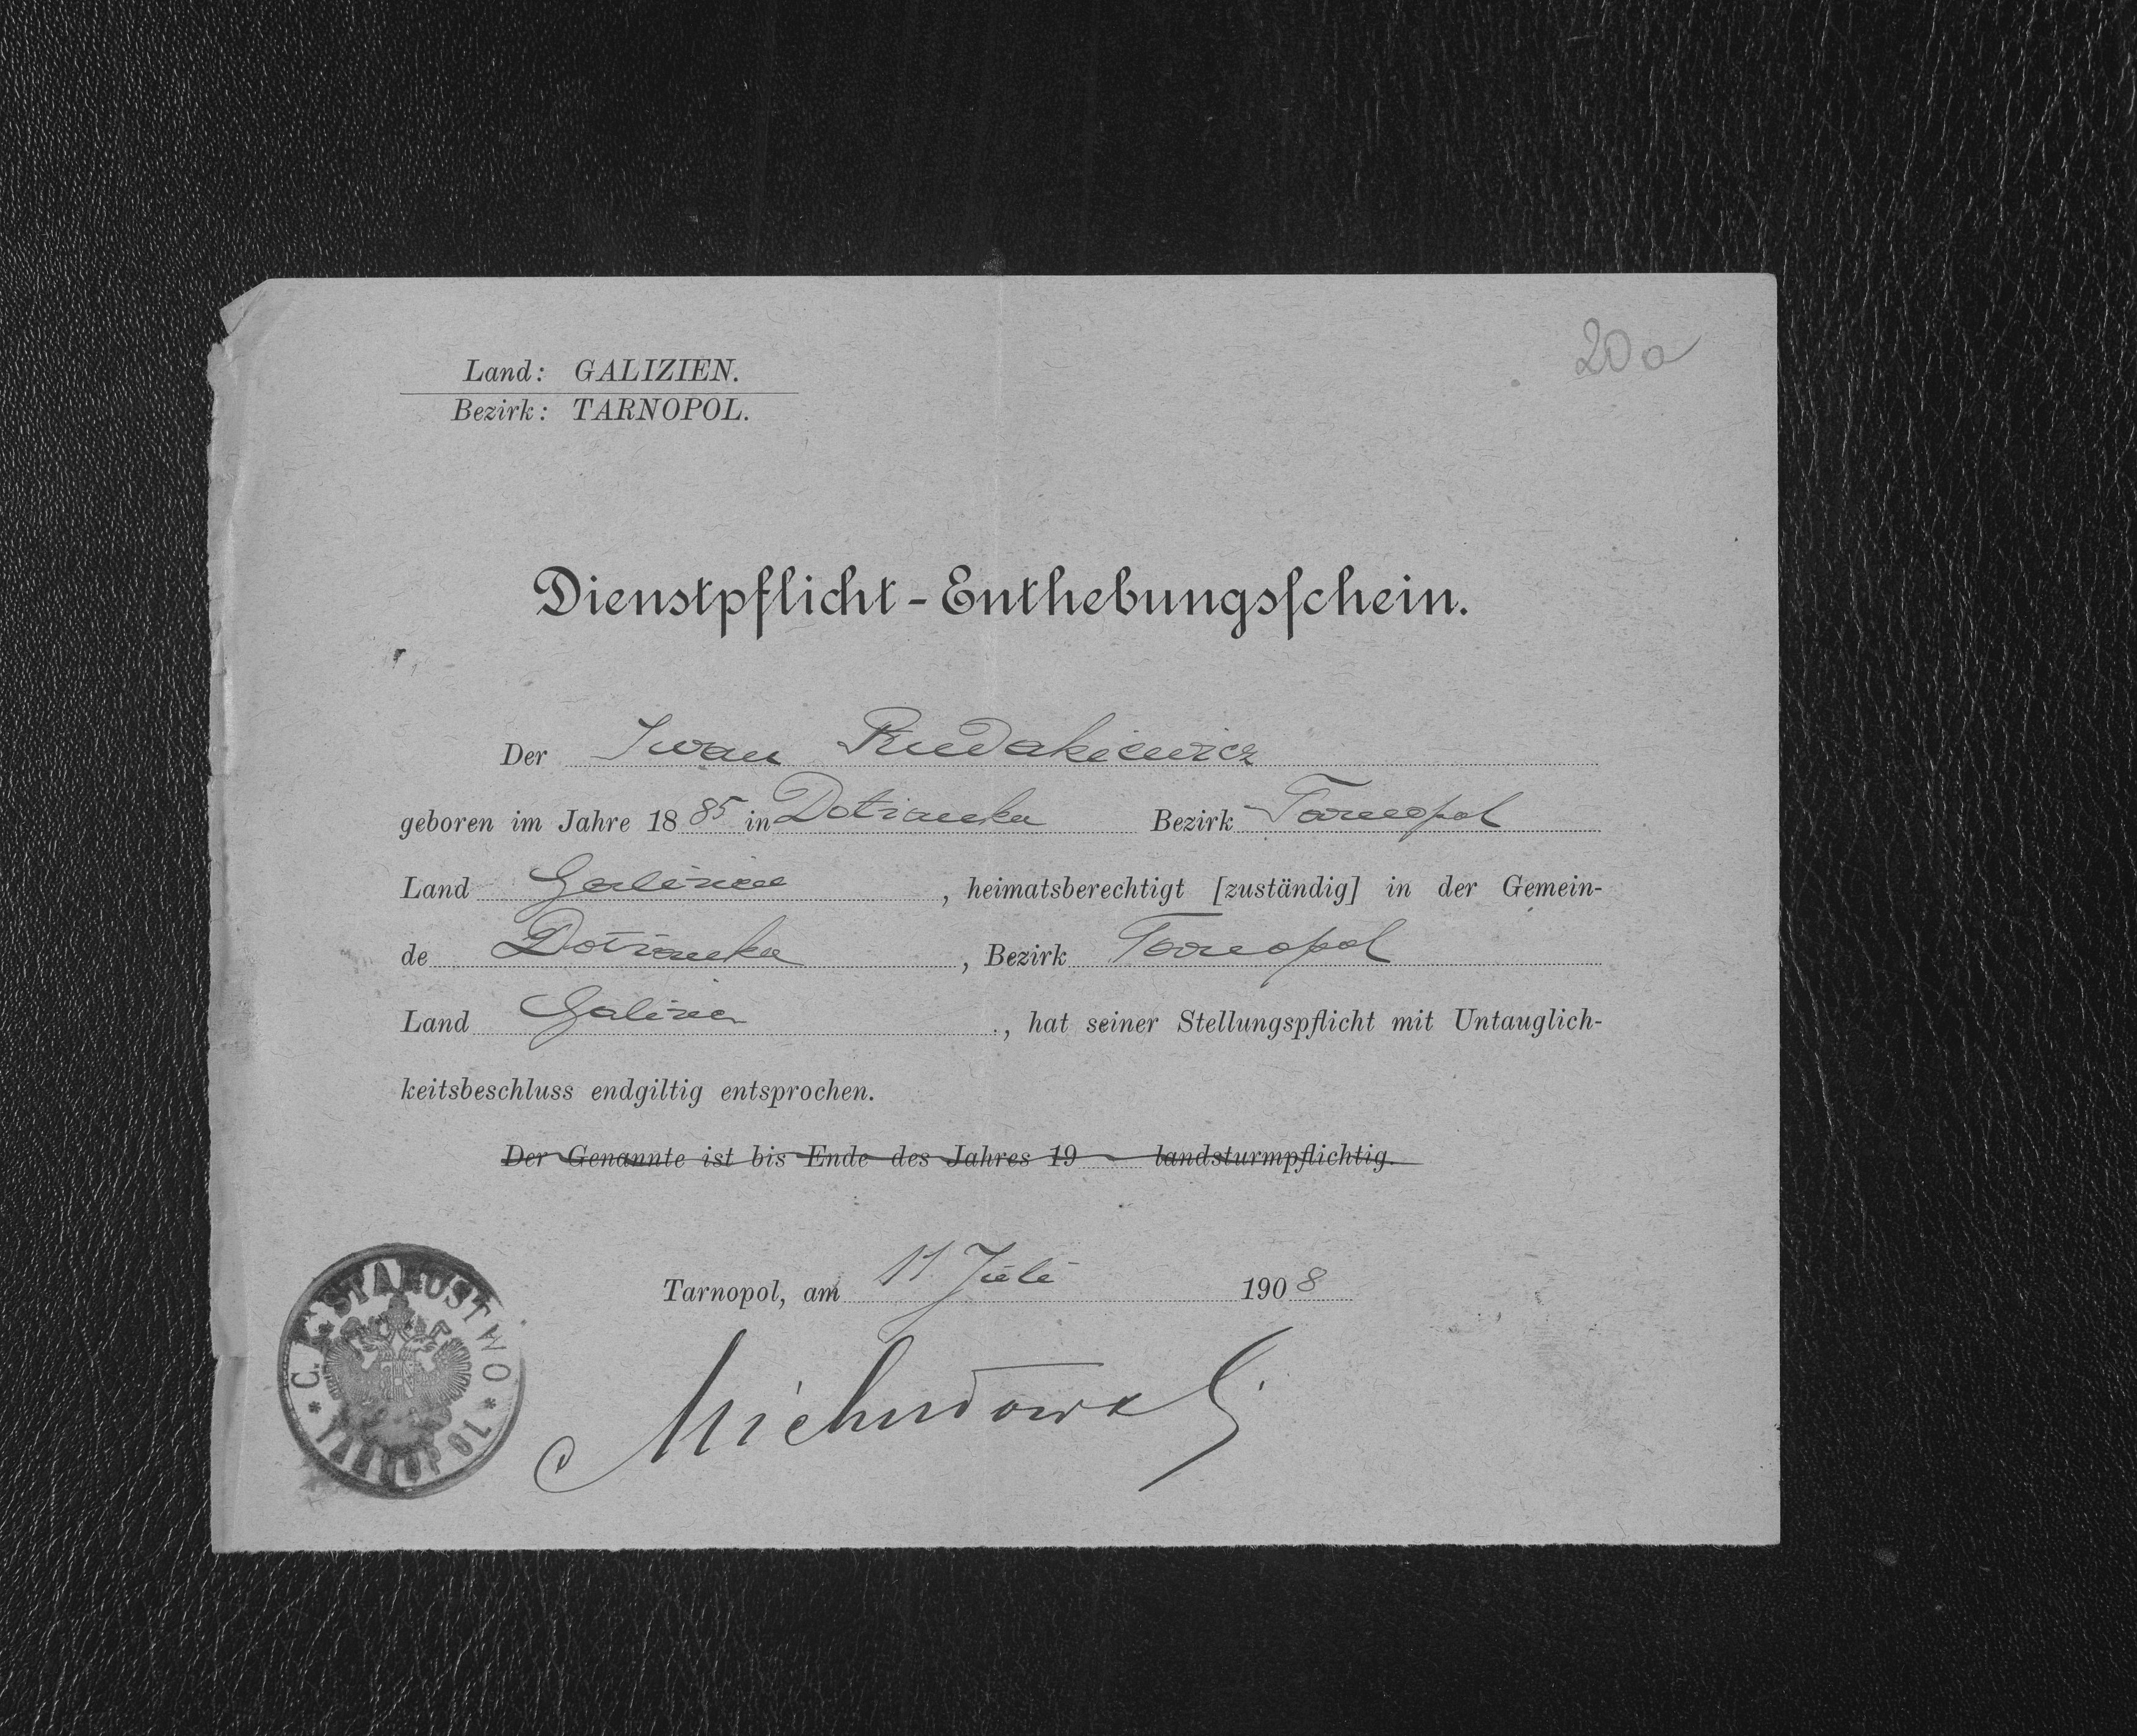 20a
Land: GALIZIEN.
Bezirk: TARNOPOL.
Dienstpflicht-Enthebungsschein.
Der Iwan Rudakiewicz
geboren im Jahre 1885 in Dotzanka Bezirk Tarnopol
Land Galizien, heimatsberechtigt [zuständig] in der Gemein-
de Dotzanka, Bezirk Tarnopol
Land Galizien, hat seiner Stellungspflicht mit Untauglich-
keitsbeschluss endgiltig entsprochen.
Der Genannte ist bis Ende des Jahres 19 landsturmpflichtig.
Tarnopol, am 11 Juli 1908
C. K. STAROSTWO
* TARNOPOL *